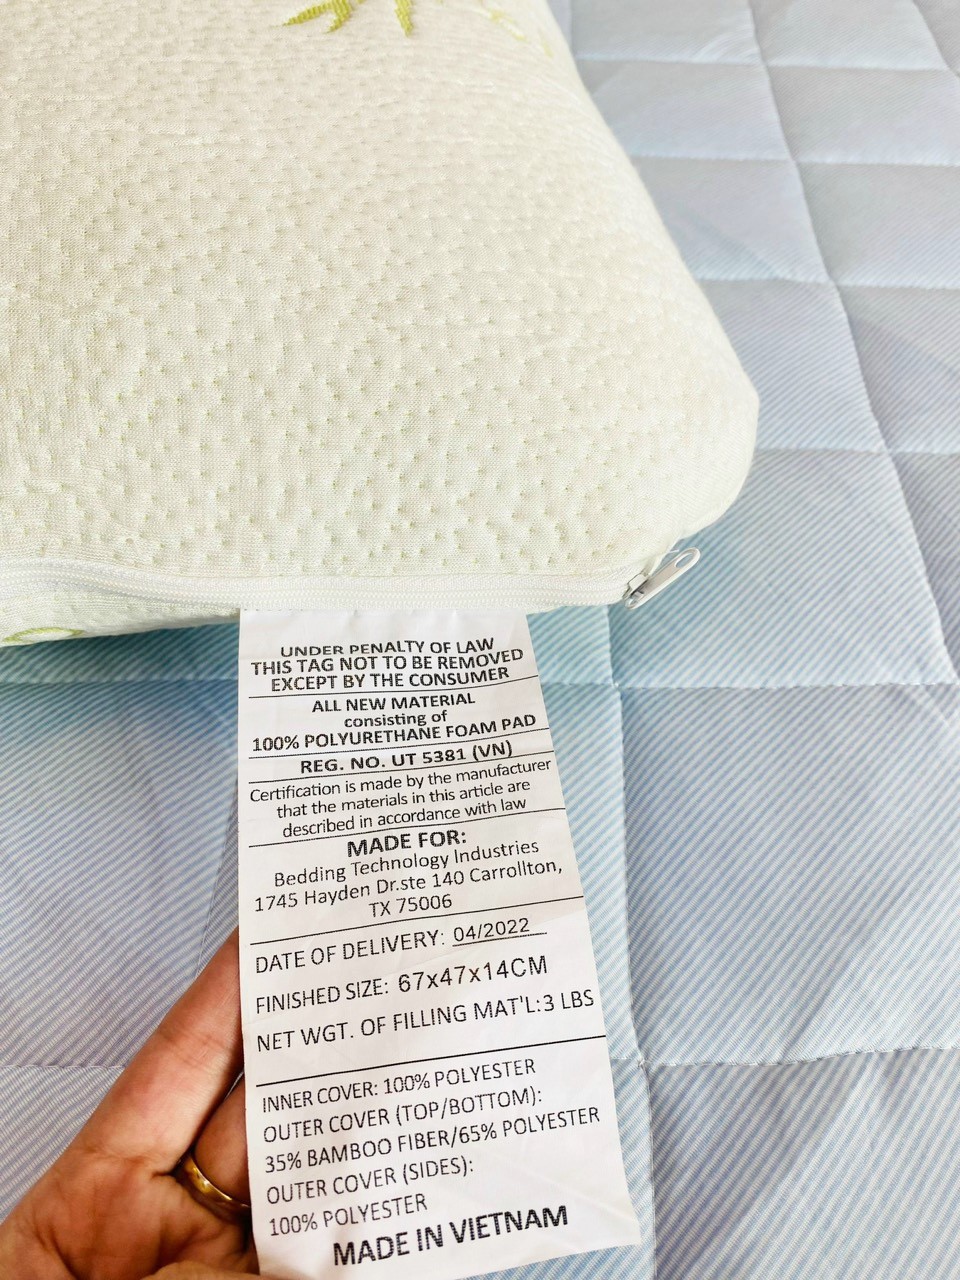 UNDER PENALTY OF LAW
THIS TAG NOT TO BE REMOVED
EXCEPT BY THE CONSUMER
ALL NEW MATERIAL
consisting of
100% POLYURETHANE FOAM PAD
REG. NO. UT 5381 (VN)
Certification is made by the manufacturer
that the materials in this article are
described in accordance with law
MADE FOR:
Bedding Technology Industries
1745 Hayden Dr.ste 140 Carrollton,
TX 75006
DATE OF DELIVERY: 04/2022
FINISHED SIZE: 67x47x14CM
NET WGT. OF FILLING MAT'L:3 LBS
INNER COVER: 100% POLYESTER
OUTER COVER (TOP/BOTTOM):
35% BAMBOO FIBER/65% POLYESTER
OUTER COVER (SIDES):
100% POLYESTER
MADE IN VIETNAM